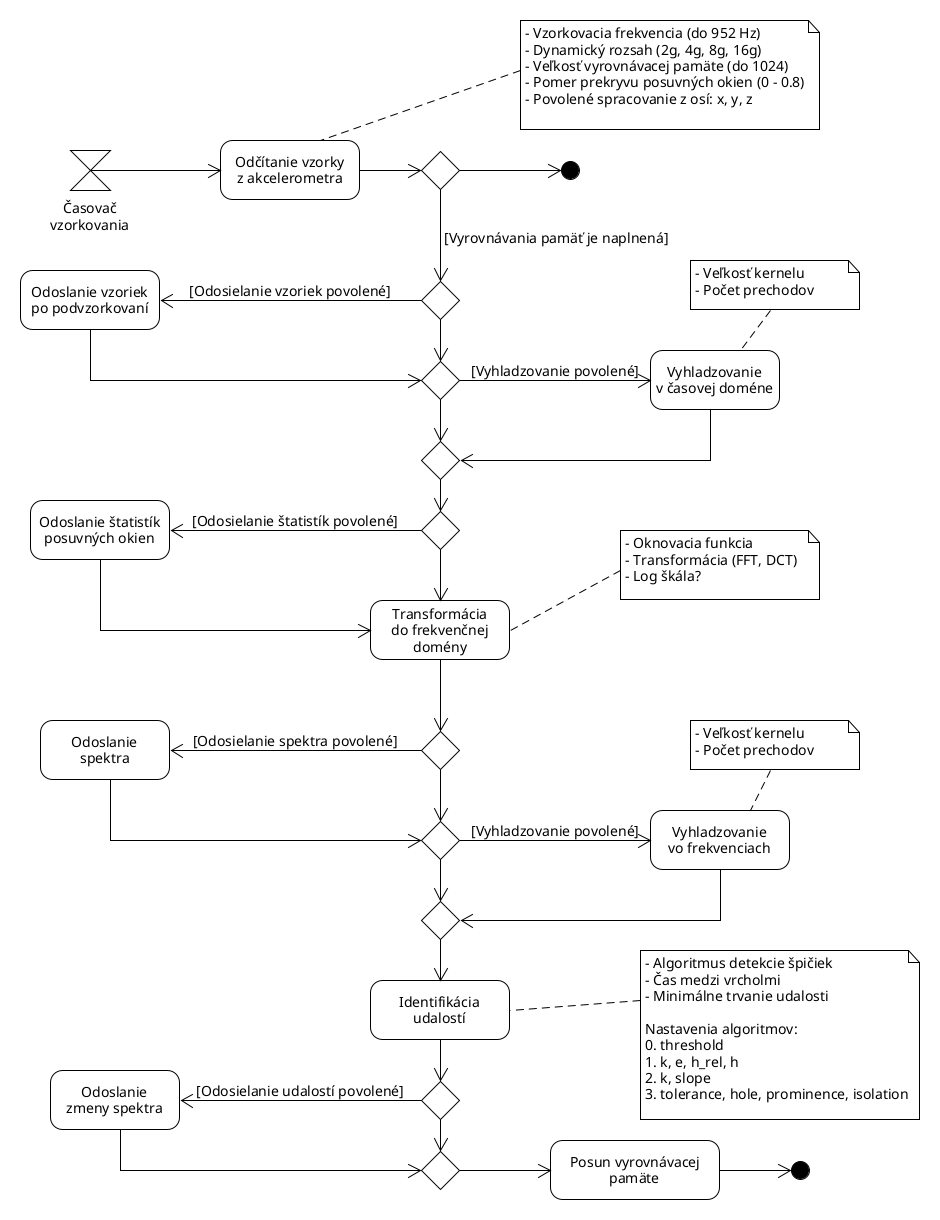 - Vzorkovacia frekvencia (do 952 Hz)
- Dynamický rozsah (2g, 4g, 8g, 16g)
- Veľkosť vyrovnávacej pamäte (do 1024)
- Pomer prekryvu posuvných okien (0 - 0.8)
- Povolené spracovanie z osí: x, y, z
Odčítanie vzorky
z akcelerometra
Časovač
vzorkovania
[Vyrovnávania pamäť je naplnená]
- Veľkosť kernelu
- Počet prechodov
Odoslanie vzoriek
po podvzorkovaní
[Odosielanie vzoriek povolené]
[Vyhladzovanie povolené]
Vyhladzovanie
v časovej doméne
Odoslanie štatistík
posuvných okien
[Odosielanie štatistík povolené]
- Oknovacia funkcia
- Transformácia (FFT, DCT)
- Log škála?
Transformácia
do frekvenčnej
domény
Odoslanie
spektra
[Odosielanie spektra povolené]
- Veľkosť kernelu
- Počet prechodov
[Vyhladzovanie povolené]
Vyhladzovanie
vo frekvenciach
- Algoritmus detekcie špičiek
- Čas medzi vrcholmi
- Minimálne trvanie udalosti
Nastavenia algoritmov:
0. threshold
1. k, e, h_rel, h
2. k, slope
3. tolerance, hole, prominence, isolation
Identifikácia
udalostí
Odoslanie
zmeny spektra
[Odosielanie udalostí povolené]
Posun vyrovnávacej
pamäte